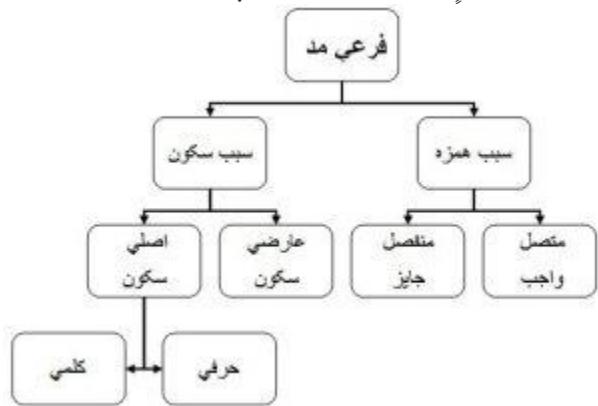 فرعي مد
سبب همزه
سبب سكون
متصل
واجب
منفصل
جايز
عارضي
سكون
اصلي
سكون
حرفي
كلمي